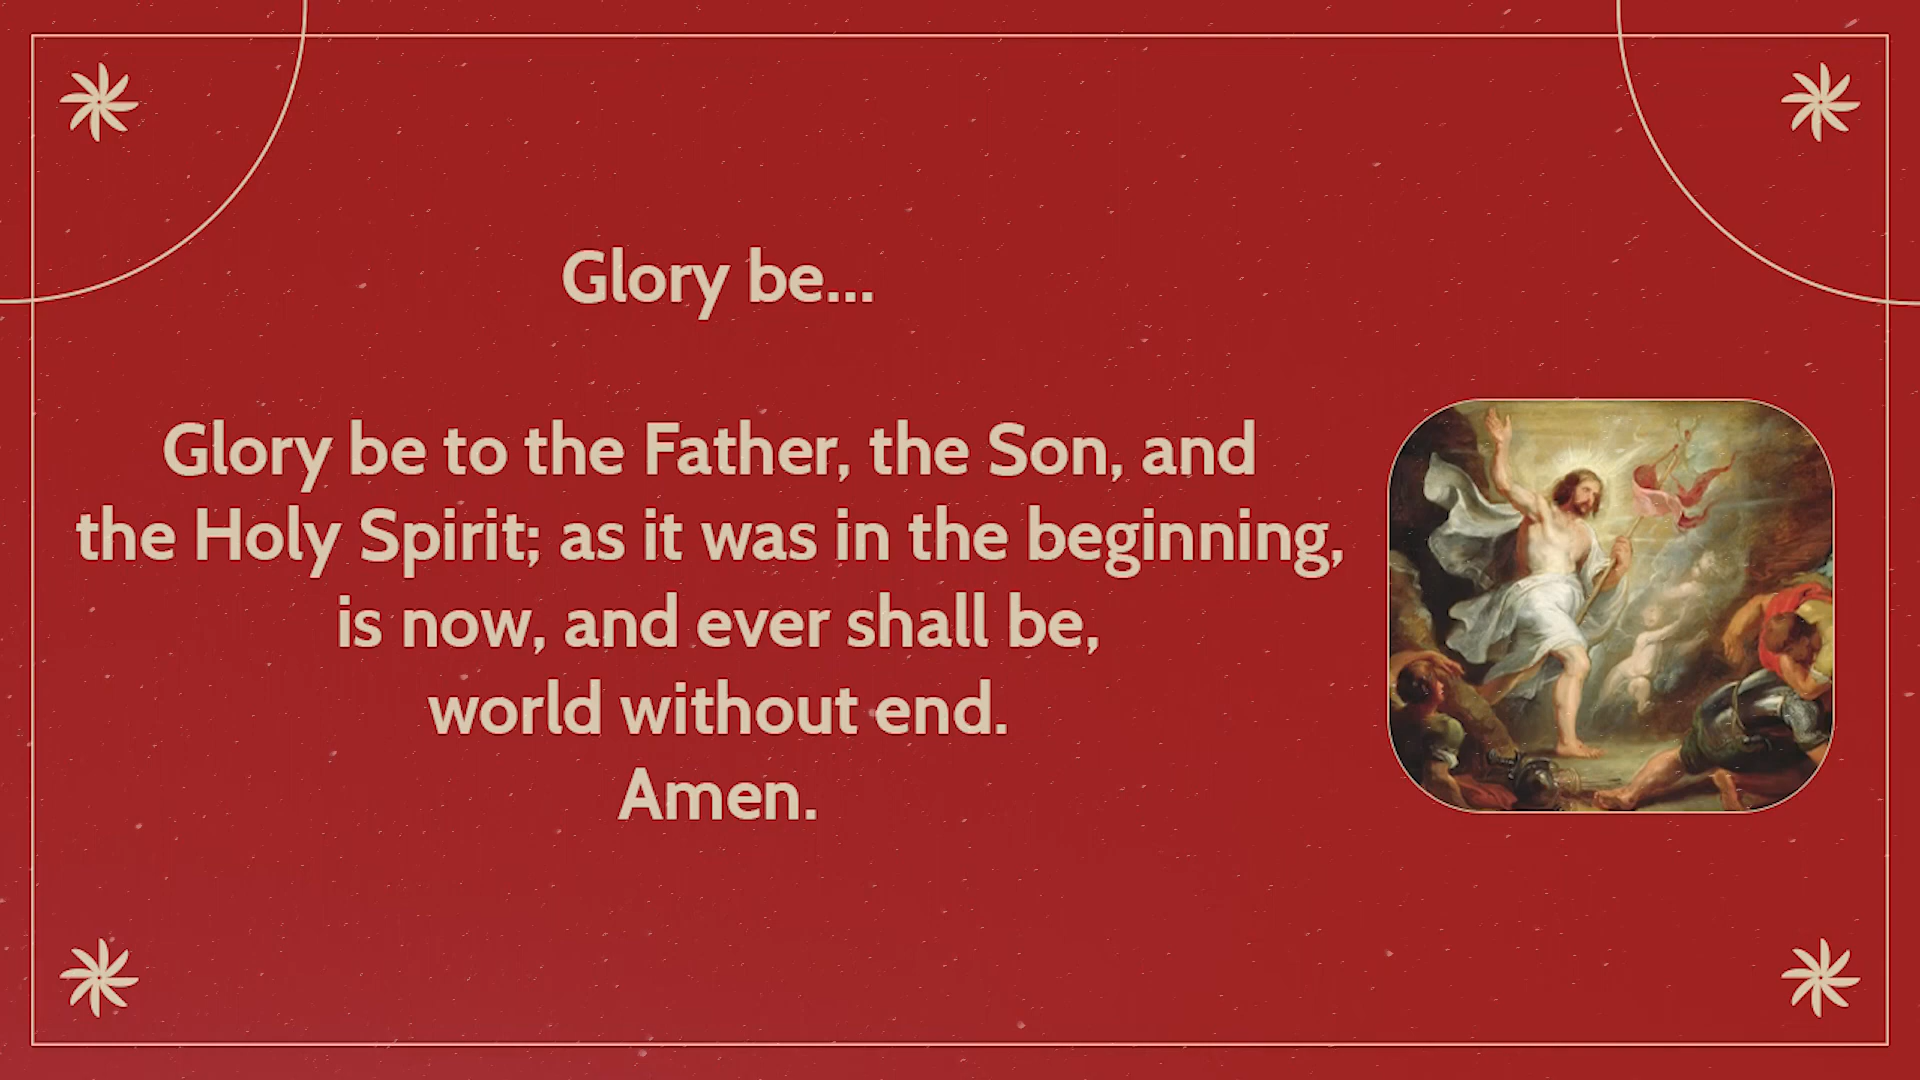 Glory be...
Glory be to the Father, the Son, and
the Holy Spirit; as it was in the beginning,
is now, and ever shall be,
world without end.
Amen.